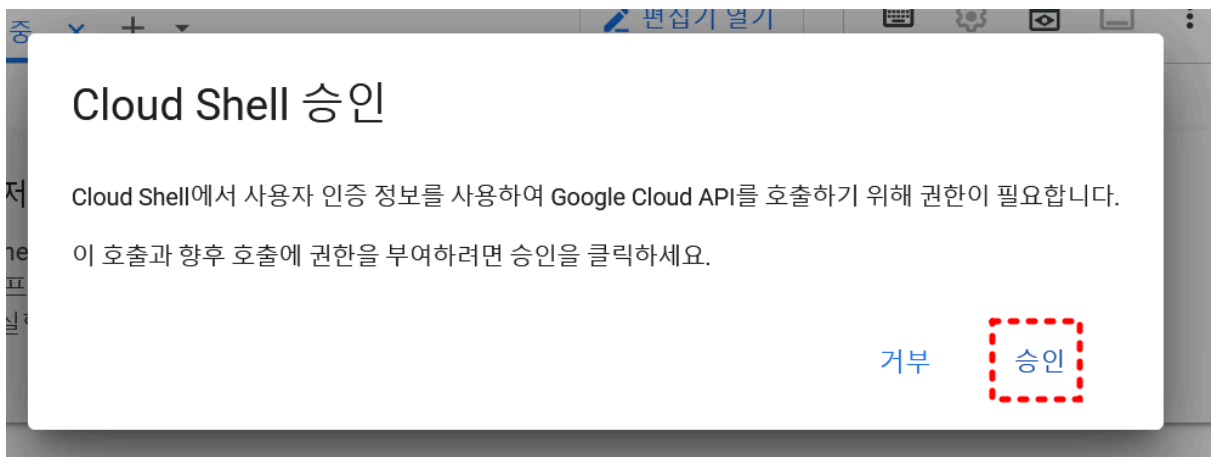 중
편집기 열기
Cloud Shell 승인
저
Cloud Shell에서 사용자 인증 정보를 사용하여 Google Cloud API를 호출하기 위해 권한이 필요합니다.
이 호출과 향후 호출에 권한을 부여하려면 승인을 클릭하세요.
he
프
거부
승인